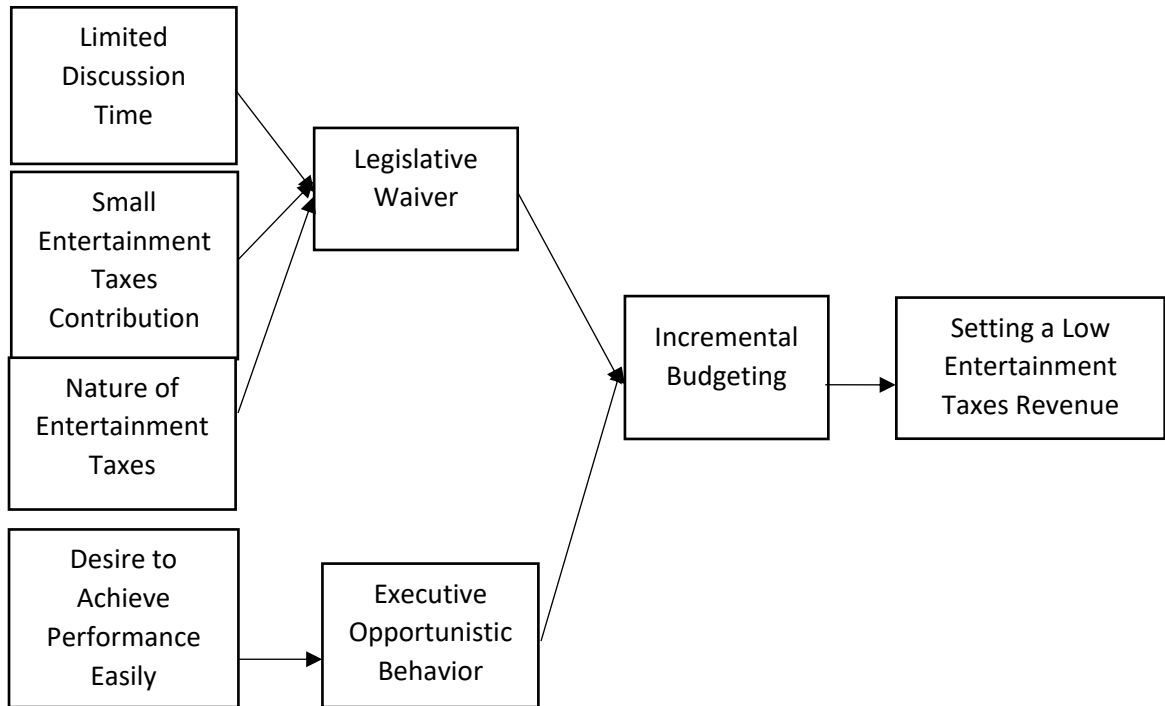 Limited
Discussion
Time
Small
Entertainment
Taxes
Contribution
Nature of
Entertainment
Taxes
Desire to
Achieve
Performance
Easily
Legislative
Waiver
Executive
Opportunistic
Behavior
Incremental
Budgeting
Setting a Low
Entertainment
Taxes Revenue